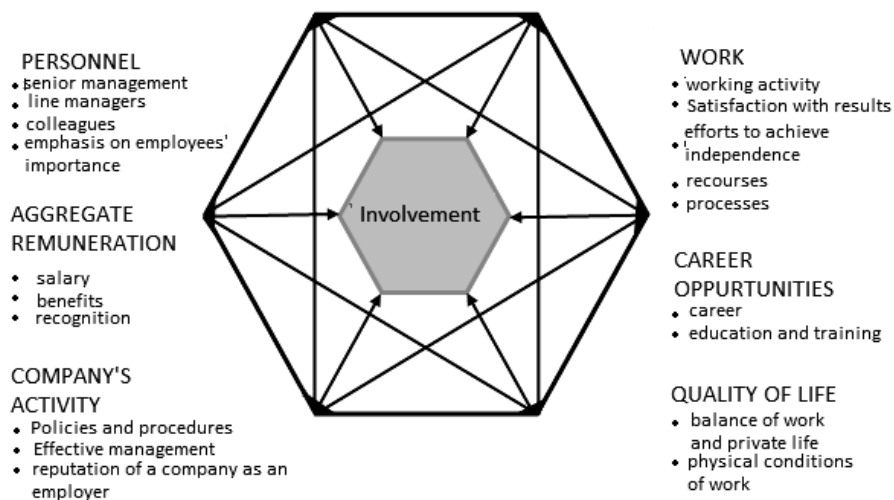 PERSONNEL
• senior management
• line managers
• colleagues
• emphasis on employees'
importance
AGGREGATE
REMUNERATION
• salary
• benefits
• recognition
COMPANY'S
ACTIVITY
• Policies and procedures
• Effective management
• reputation of a company as an
employer
Involvement
WORK
• working activity
• Satisfaction with results
efforts to achieve
• independence
• recourses
• processes
CAREER
OPPURTUNITIES
• career
• education and training
QUALITY OF LIFE
• balance of work
and private life
• physical conditions
of work